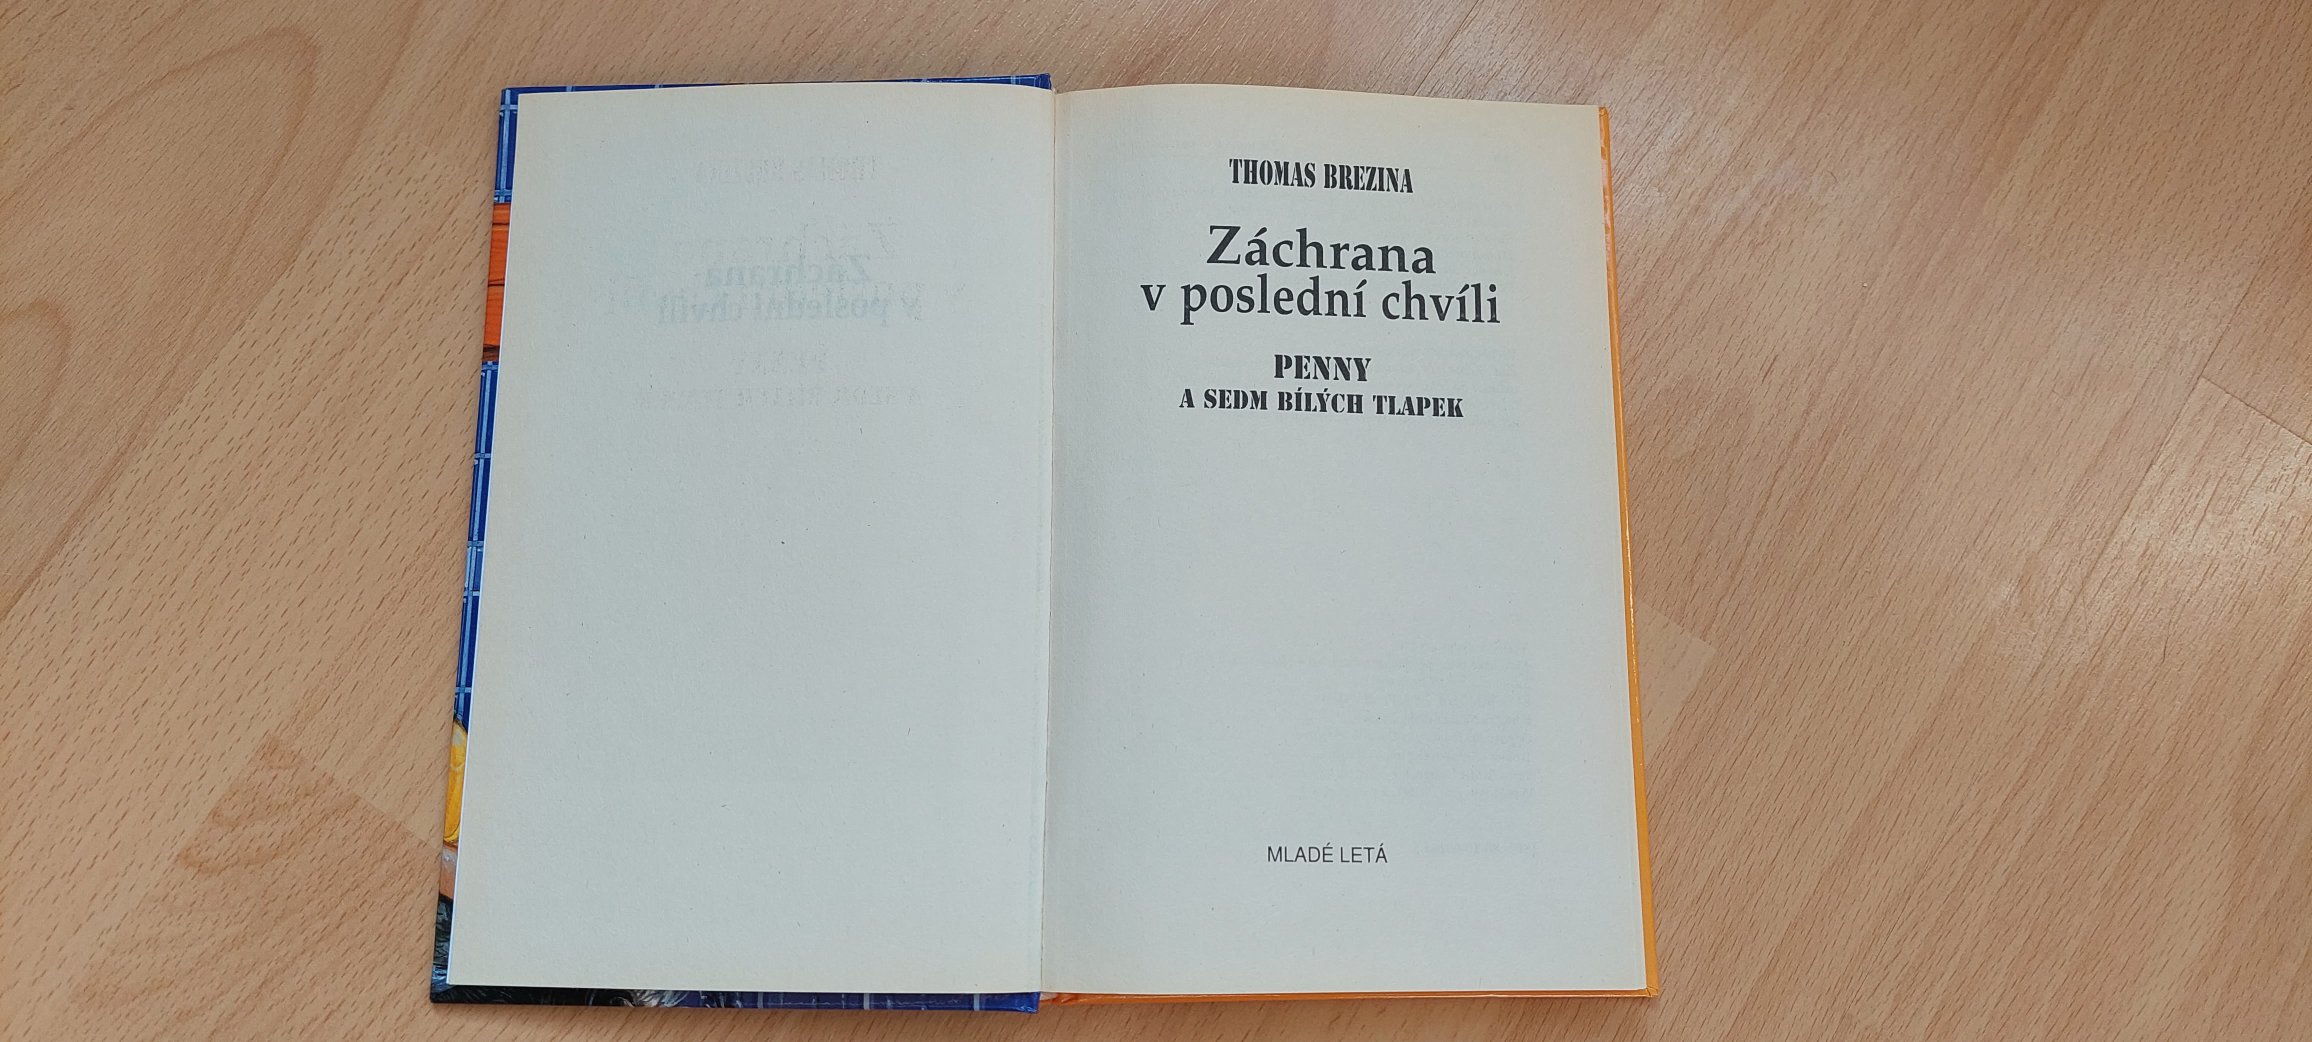 THOMAS BREZINA
Záchrana
v poslední chvíli
PENNY
A SEDM BÍLÝCH TLAPEK
MLADÉ LETÁ